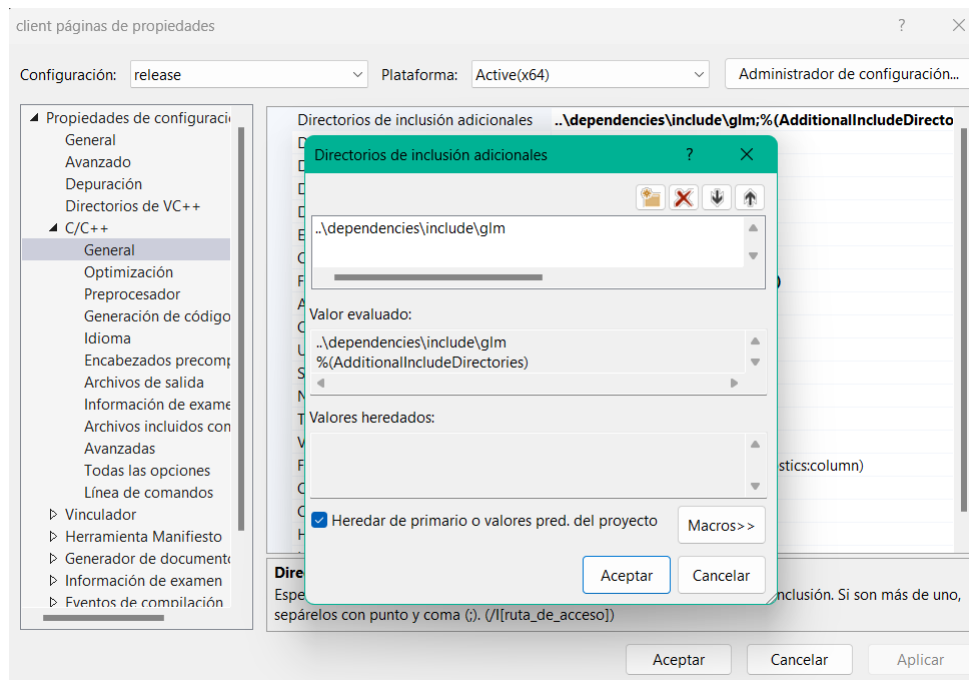 client páginas de propiedades
Configuración: release Plataforma: Active(x64) Administrador de configuración...
Propiedades de configuraci
General
Avanzado
Depuración
Directorios de VC++
C/C++
General
Optimización
Preprocesador
Generación de código
Idioma
Encabezados precomp
Archivos de salida
Información de exame
Archivos incluidos con
Avanzadas
Todas las opciones
Línea de comandos
Vinculador
Herramienta Manifiesto
Generador de documento
Información de examen
Eventos de compilación
Directorios de inclusión adicionales ..\dependencies\include\glm;%(AdditionalIncludeDirecto
Directorios de inclusión adicionales
..\dependencies\include\glm
Valor evaluado:
..\dependencies\include\glm
%(AdditionalIncludeDirectories)
Valores heredados:
stics:column)
Heredar de primario o valores pred. del proyecto
Macros>>
Aceptar Cancelar
Dire
Espe nclusión. Si son más de uno,
sepárelos con punto y coma (;). (/I[ruta_de_acceso])
Aceptar Cancelar Aplicar